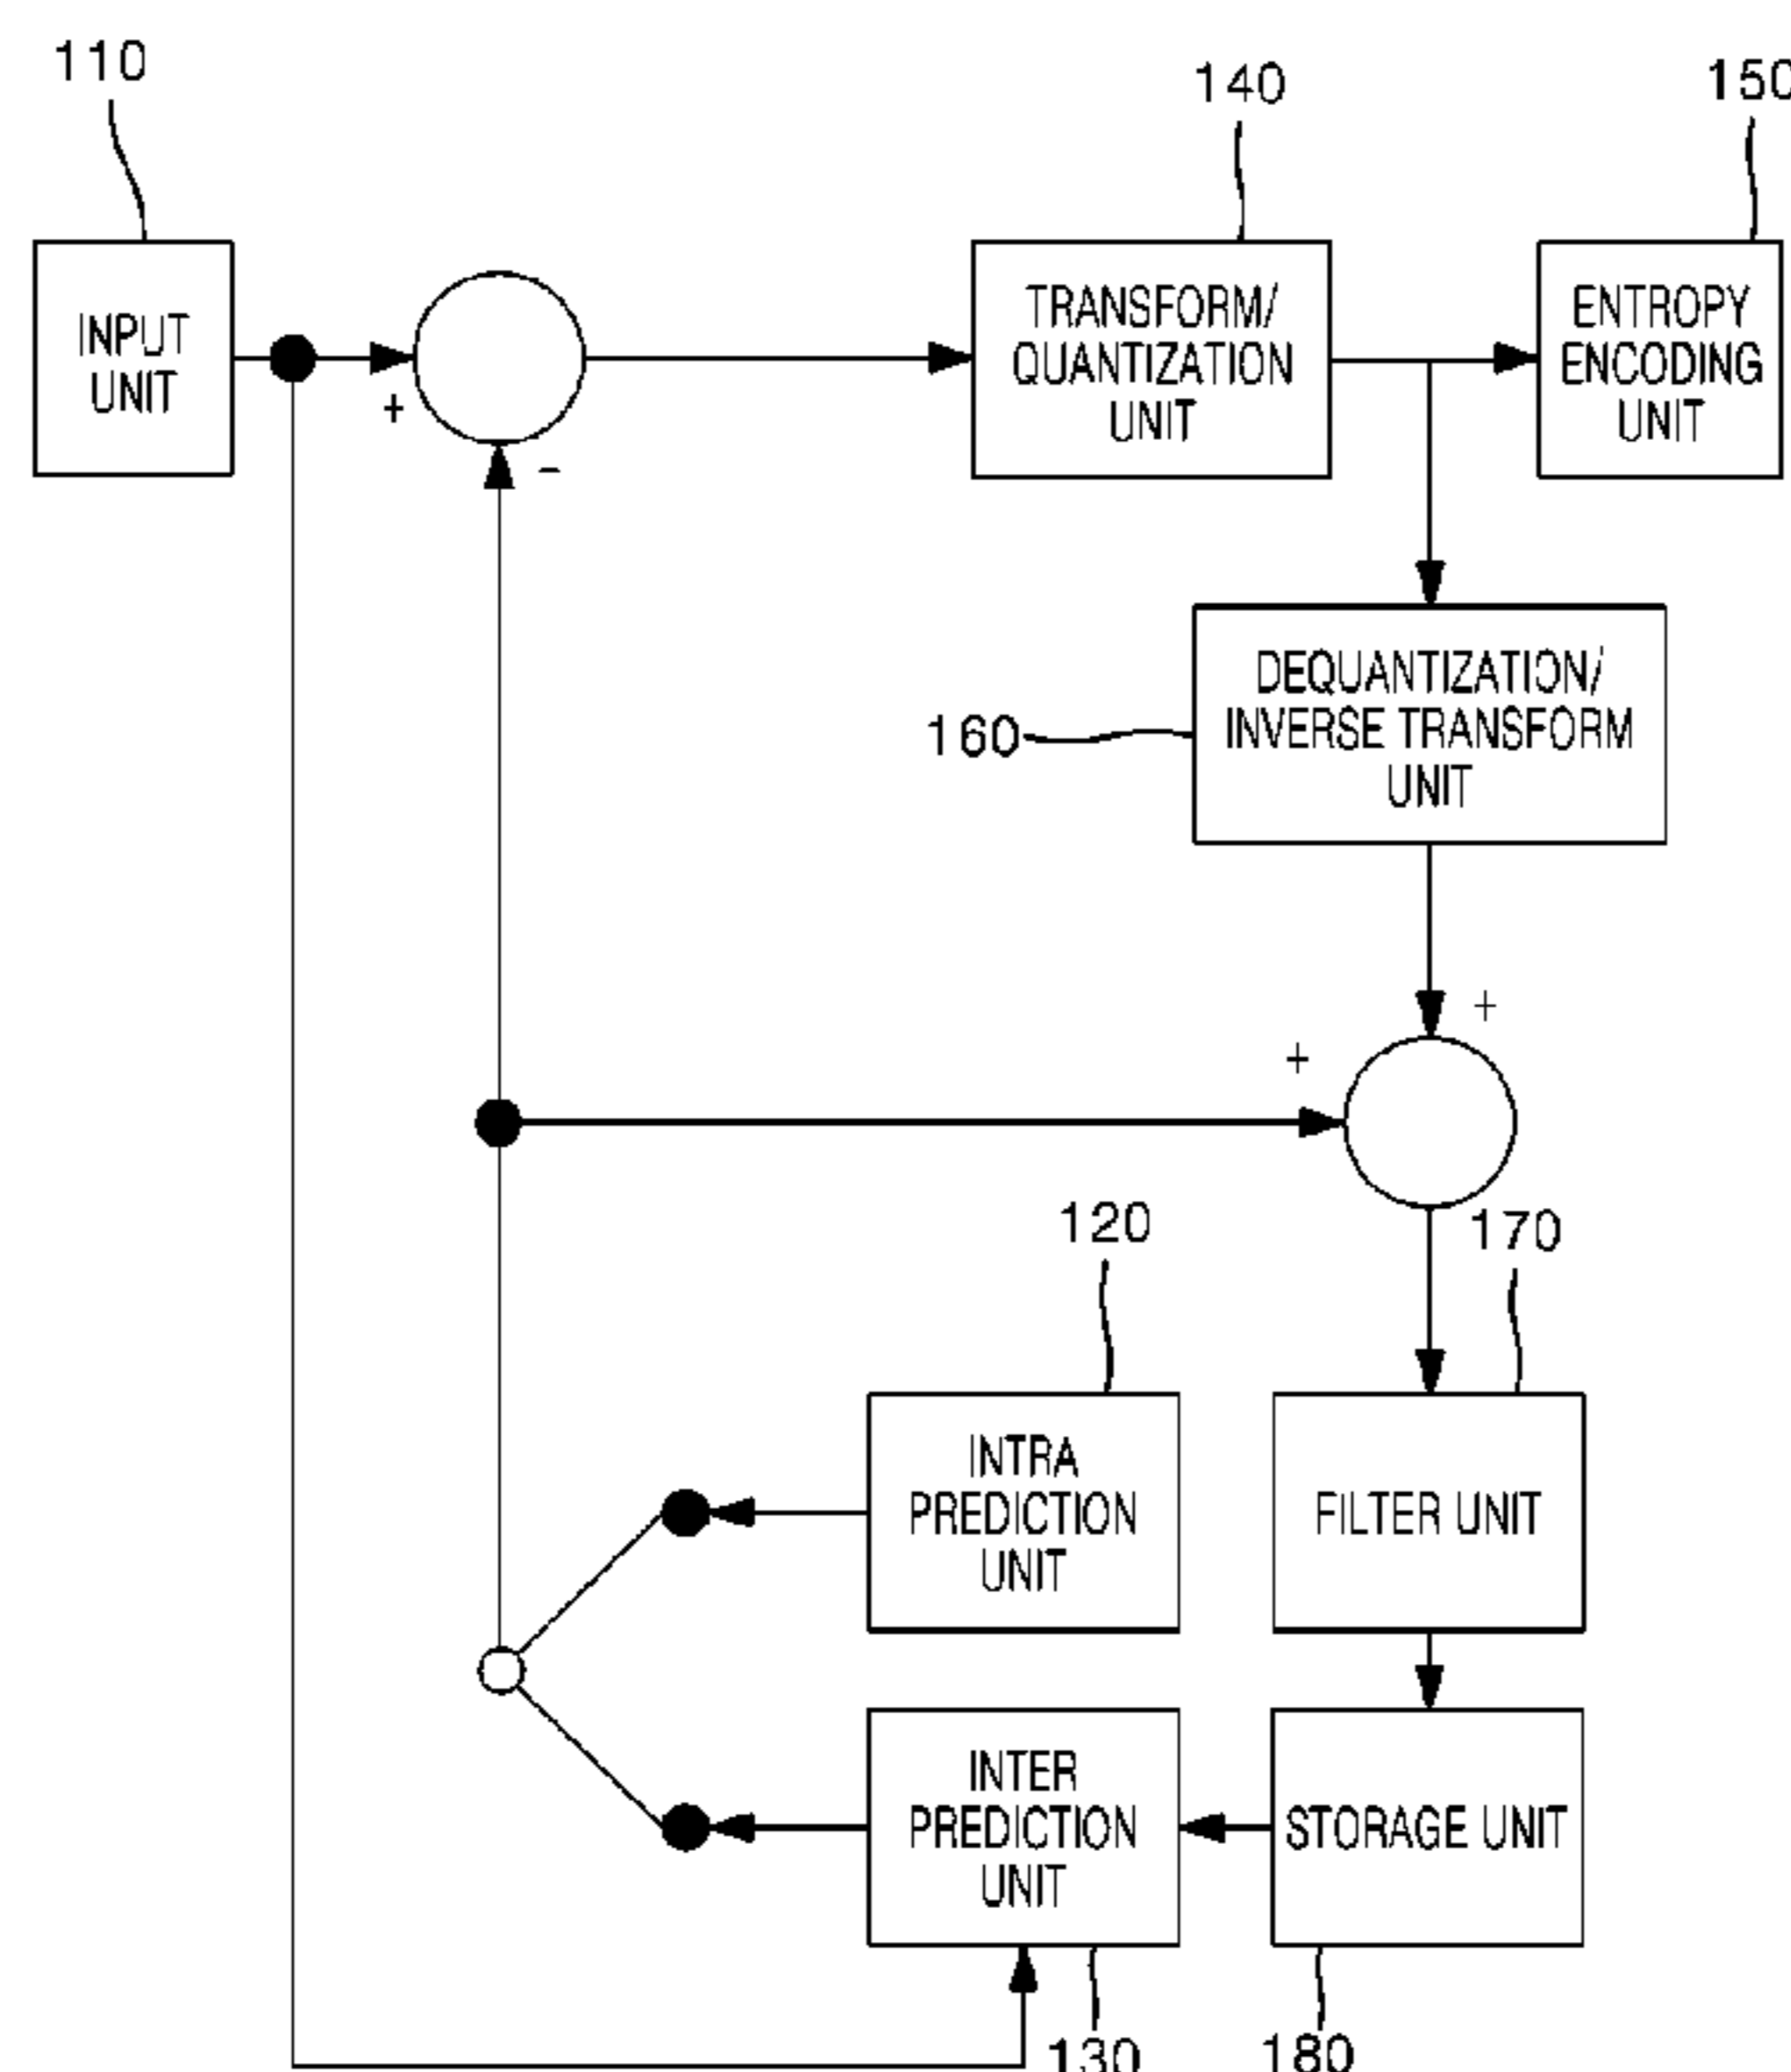 110
140
150
INPUT
UNIT
+
-
TRANSFORM/
QUANTIZATION
UNIT
ENTROPY
ENCODING
UNIT
160
DEQUANTIZATION/
INVERSE TRANSFORM
UNIT
+
+
120
170
INTRA
PREDICTION
UNIT
FILTER UNIT
INTER
PREDICTION
UNIT
STORAGE UNIT
130
180